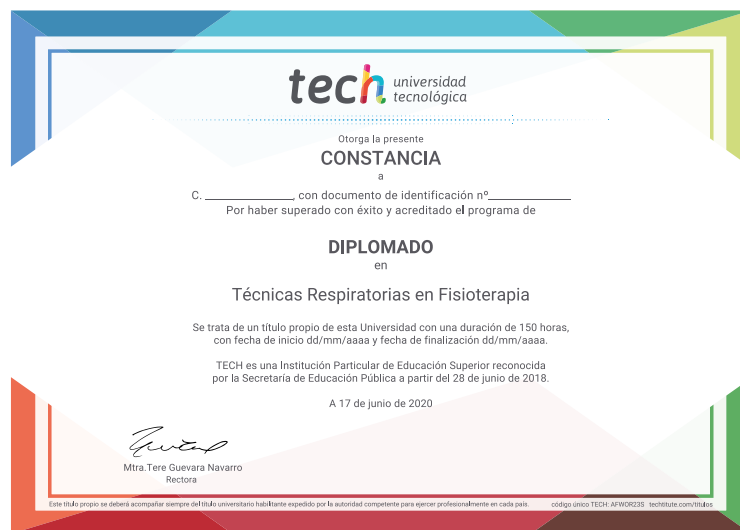 tech universidad
tecnológica
Otorga la presente
CONSTANCIA
a
C. ______________, con documento de identificación nº______________
Por haber superado con éxito y acreditado el programa de
DIPLOMADO
en
Técnicas Respiratorias en Fisioterapia
Se trata de un título propio de esta Universidad con una duración de 150 horas,
con fecha de inicio dd/mm/aaaa y fecha de finalización dd/mm/aaaa.
TECH es una Institución Particular de Educación Superior reconocida
por la Secretaría de Educación Pública a partir del 28 de junio de 2018.
A 17 de junio de 2020
Mtra.Tere Guevara Navarro
Rectora
Este título propio se deberá acompañar siempre del título universitario habilitante expedido por la autoridad competente para ejercer profesionalmente en cada país. código único TECH: AFWOR23S techtitute.com/títulos